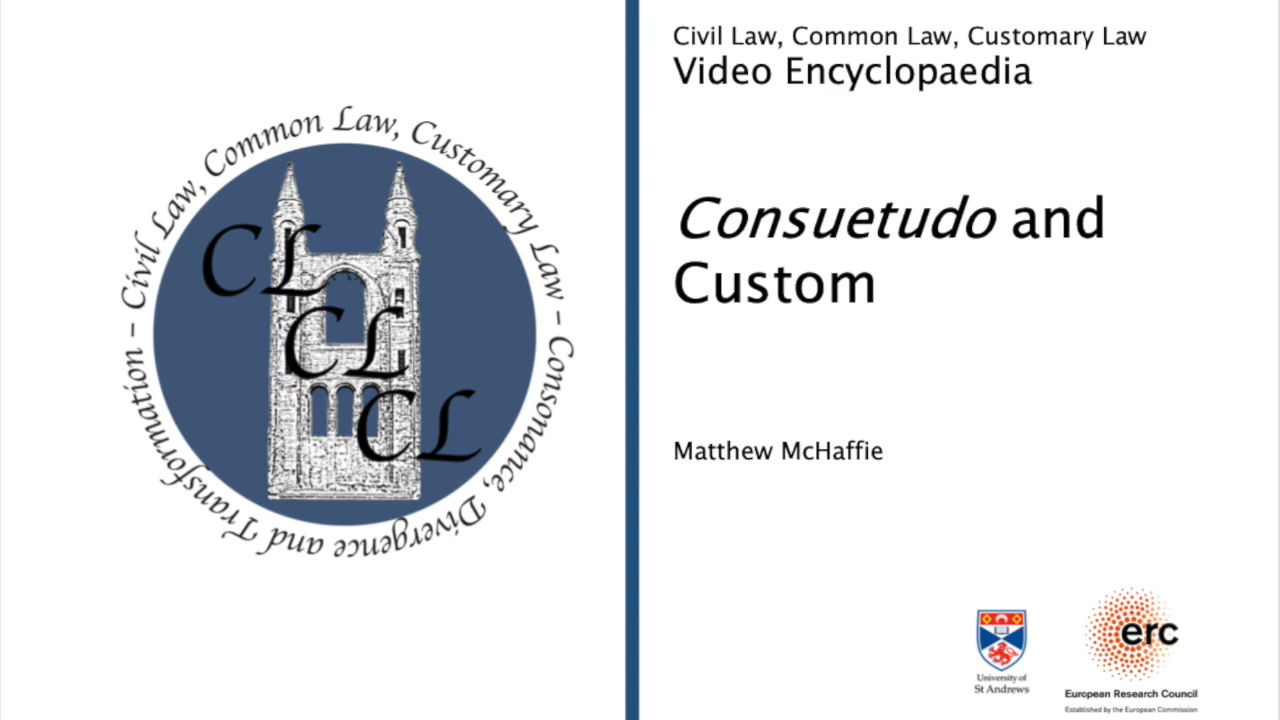 Civil Law, Common Law, Customary Law – Consonance, Divergence and Transformation –
CL
CL
CL
Civil Law, Common Law, Customary Law
Video Encyclopaedia
Consuetudo and
Custom
Matthew McHaffie
University of
St Andrews
erc
European Research Council
Established by the European Commission